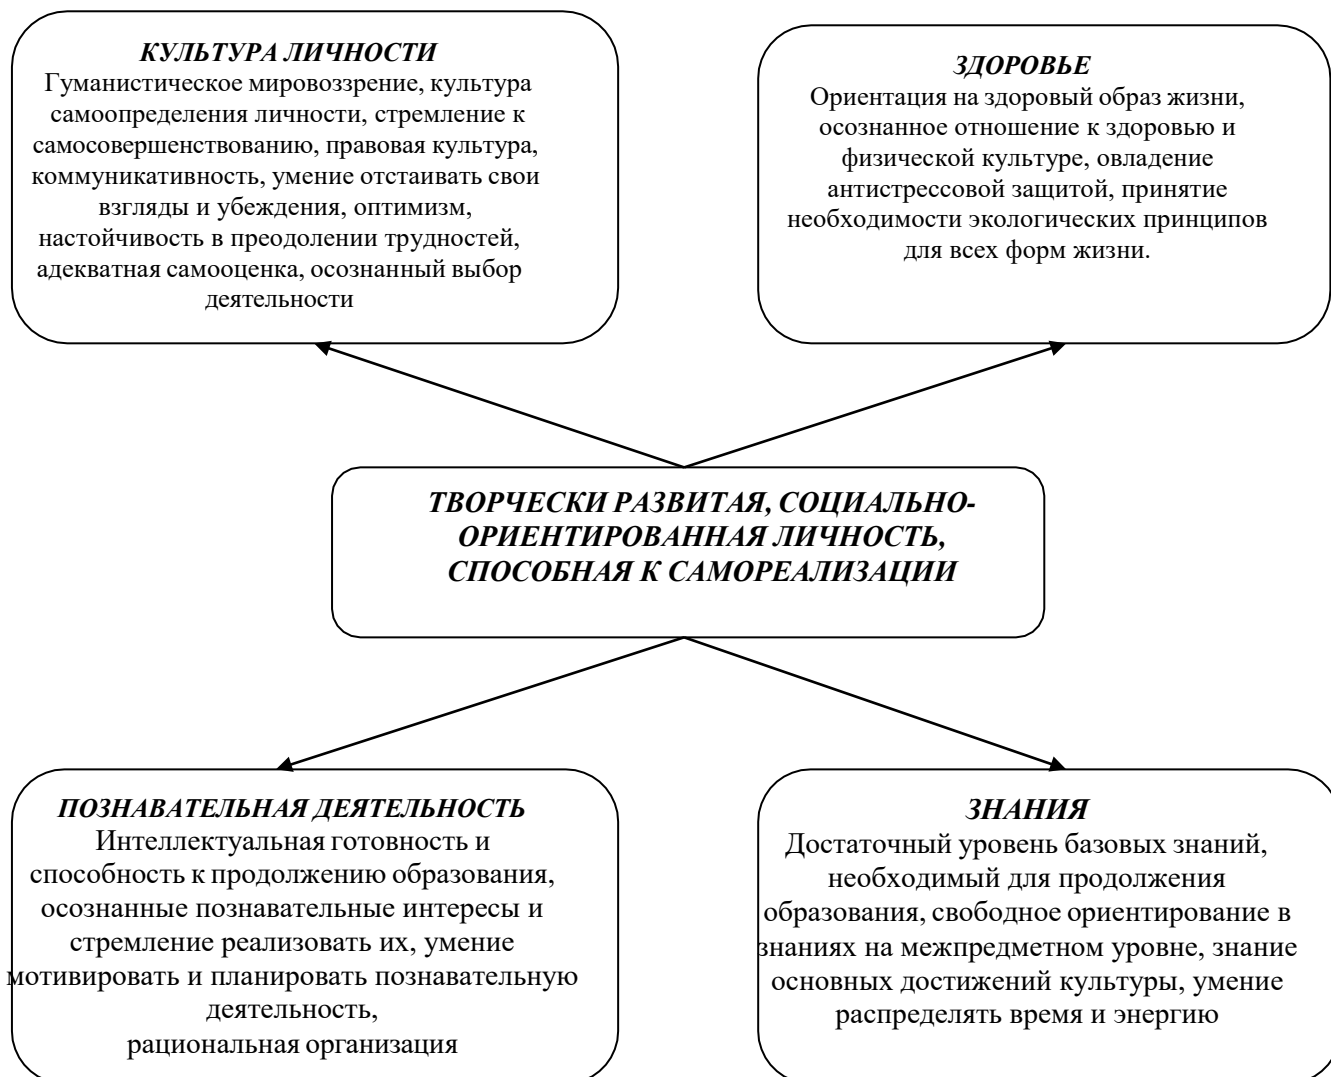 КУЛЬТУРА ЛИЧНОСТИ
Гуманистическое мировоззрение, культура
самоопределения личности, стремление к
самосовершенствованию, правовая культура,
коммуникативность, умение отстаивать свои
взгляды и убеждения, оптимизм,
настойчивость в преодолении трудностей,
адекватная самооценка, осознанный выбор
деятельности
ЗДОРОВЬЕ
Ориентация на здоровый образ жизни,
осознанное отношение к здоровью и
физической культуре, овладение
антистрессовой защитой, принятие
необходимости экологических принципов
для всех форм жизни.
ТВОРЧЕСКИ РАЗВИТАЯ, СОЦИАЛЬНО-
ОРИЕНТИРОВАННАЯ ЛИЧНОСТЬ,
СПОСОБНАЯ К САМОРЕАЛИЗАЦИИ
ПОЗНАВАТЕЛЬНАЯ ДЕЯТЕЛЬНОСТЬ
Интеллектуальная готовность и
способность к продолжению образования,
осознанные познавательные интересы и
стремление реализовать их, умение
мотивировать и планировать познавательную
деятельность,
рациональная организация
ЗНАНИЯ
Достаточный уровень базовых знаний,
необходимый для продолжения
образования, свободное ориентирование в
знаниях на межпредметном уровне, знание
основных достижений культуры, умение
распределять время и энергию